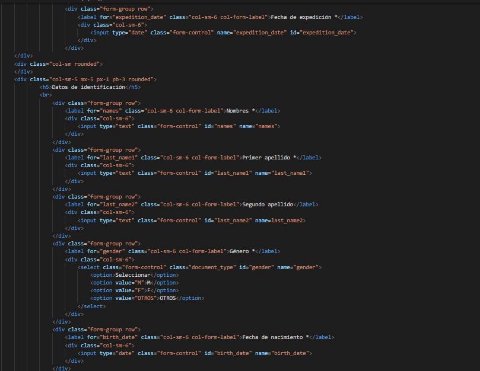 <div class="form-group row">
<label for="expedition_date" class="col-sm-6 col-form-label">Fecha de expedición *</label>
<div class="col-sm-6">
<input type="date" class="form-control" name="expedition_date" id="expedition_date">
</div>
</div>
</div>
<div class="col-sm rounded">
</div>
<div class="col-sm-5 mx-5 px-1 pb-3 rounded">
<h5>Datos de identificación</h5>
<br>
<div class="form-group row">
<label for="names" class="col-sm-6 col-form-label">Nombres *</label>
<div class="col-sm-6">
<input type="text" class="form-control" id="names" name="names">
</div>
</div>
<div class="form-group row">
<label for="last_name1" class="col-sm-6 col-form-label">Primer apellido *</label>
<div class="col-sm-6">
<input type="text" class="form-control" id="last_name1" name="last_name1">
</div>
</div>
<div class="form-group row">
<label for="last_name2" class="col-sm-6 col-form-label">Segundo apellido</label>
<div class="col-sm-6">
<input type="text" class="form-control" id="last_name2" name=last_name2>
</div>
</div>
<div class="form-group row">
<label for="gender" class="col-sm-6 col-form-label">Género *</label>
<div class="col-sm-6">
<select class="form-control" class="document_type" id="gender" name="gender">
<option>Seleccionar</option>
<option value="M">M</option>
<option value="F">F</option>
<option value="OTROS">OTROS</option>
</select>
</div>
</div>
<div class="form-group row">
<label for="birth_date" class="col-sm-6 col-form-label">Fecha de nacimiento *</label>
<div class="col-sm-6">
<input type="date" class="form-control" id="birth_date" name="birth_date">
</div>
</div>